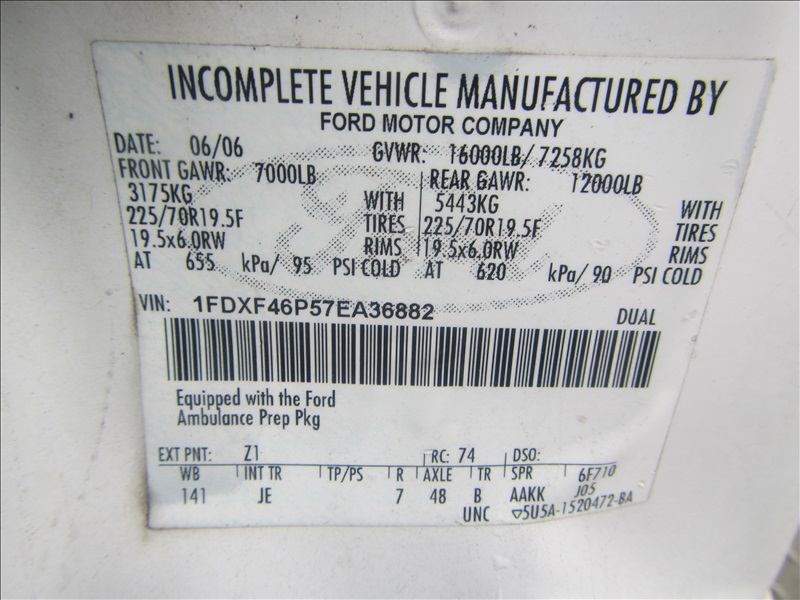 INCOMPLETE VEHICLE MANUFACTURED BY
FORD MOTOR COMPANY
DATE: 06/06 GVWR: 16000LB/ 7258KG
FRONT GAWR: 7000LB REAR GAWR: 12000LB
3175KG WITH 5443KG WITH
225/70R19.5F TIRES 225/70R19.5F TIRES
19.5x6.0RW RIMS 19.5x6.0RW RIMS
AT 655 kPa/ 95 PSI COLD AT 620 kPa/ 90 PSI COLD
VIN: 1FDXF46P57EA36882 DUAL
Equipped with the Ford
Ambulance Prep Pkg
EXT PNT: Z1 RC: 74 DSO:
WB INT TR TP/PS R AXLE TR SPR 6F710
141 JE 7 48 B AAKK J05
UNC ▽5U5A-1520472-BA